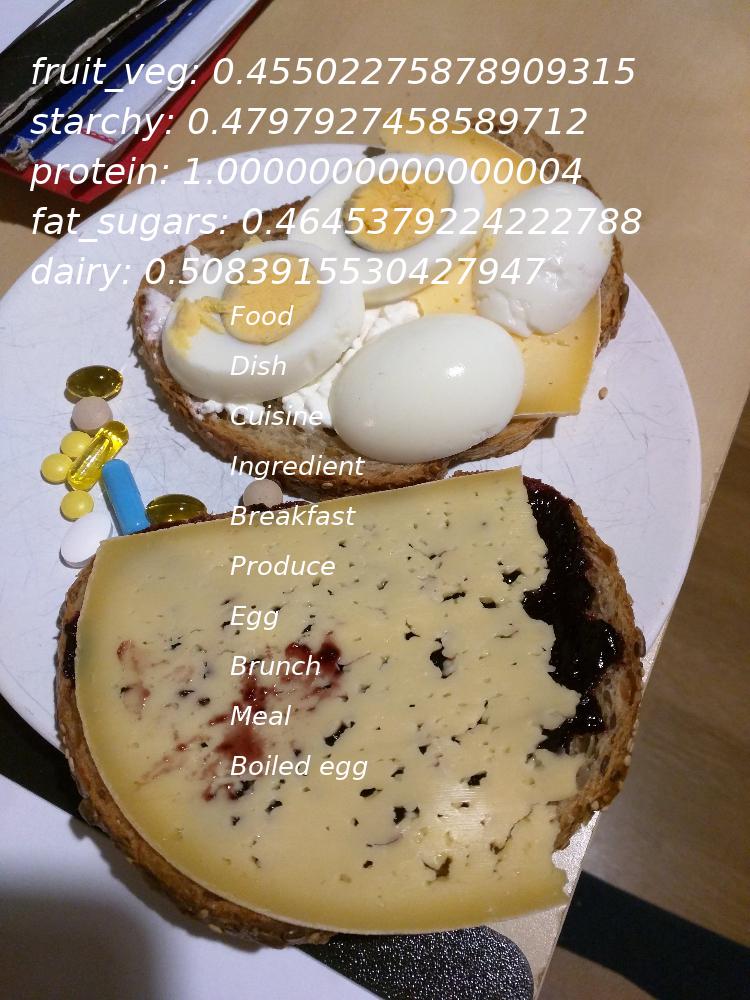 fruit_veg: 0.45502275878909315
starchy: 0.4797927458589712
protein: 1.0000000000000004
fat_sugars: 0.4645379224222788
dairy: 0.5083915530427947
Food
Dish
Cuisine
Ingredient
Breakfast
Produce
Egg
Brunch
Meal
Boiled egg